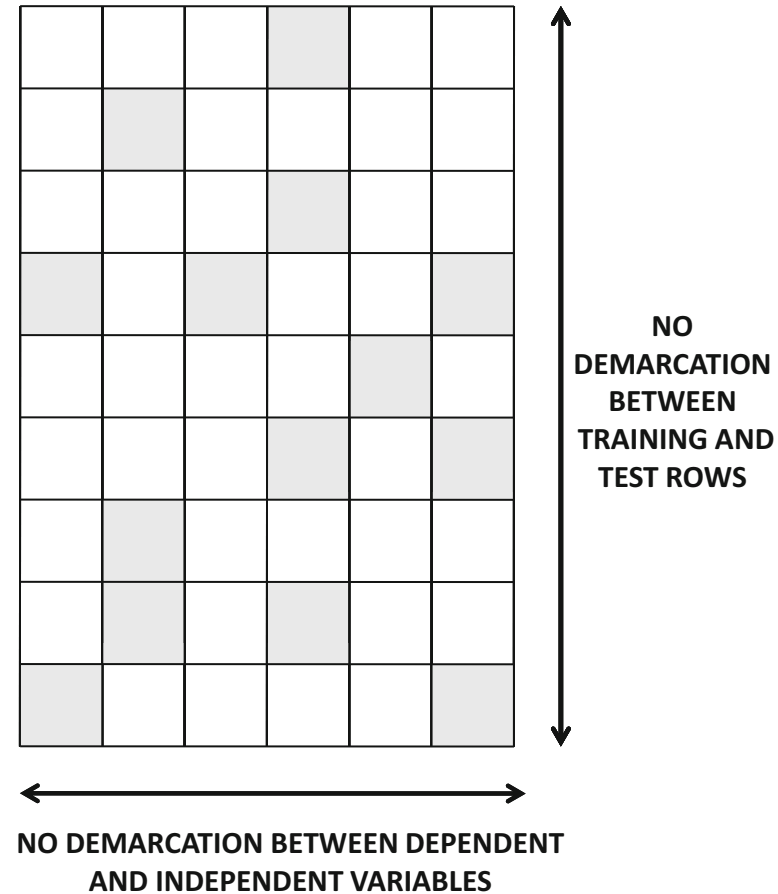 NO
DEMARCATION
BETWEEN
TRAINING AND
TEST ROWS
NO DEMARCATION BETWEEN DEPENDENT
AND INDEPENDENT VARIABLES